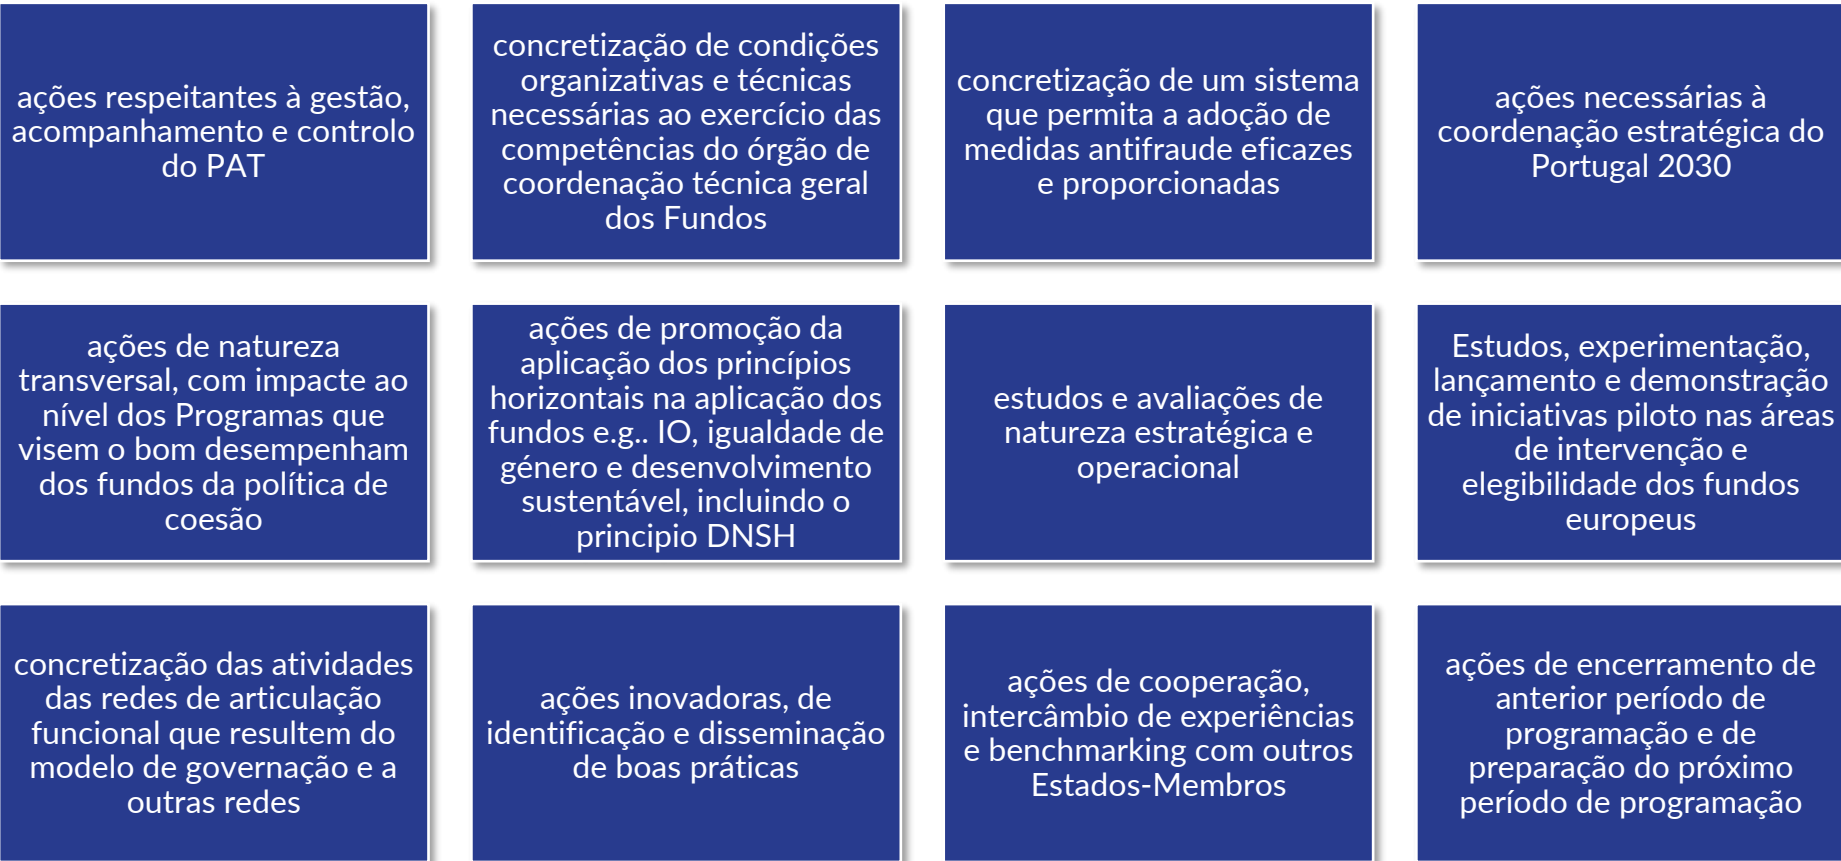 ações respeitantes à gestão,
acompanhamento e controlo
do PAT
concretização de condições
organizativas e técnicas
necessárias ao exercício das
competências do órgão de
coordenação técnica geral
dos Fundos
concretização de um sistema
que permita a adoção de
medidas antifraude eficazes
e proporcionadas
ações necessárias à
coordenação estratégica do
Portugal 2030
ações de natureza
transversal, com impacte ao
nível dos Programas que
visem o bom desempenham
dos fundos da política de
coesão
ações de promoção da
aplicação dos princípios
horizontais na aplicação dos
fundos e.g.. IO, igualdade de
género e desenvolvimento
sustentável, incluindo o
principio DNSH
estudos e avaliações de
natureza estratégica e
operacional
Estudos, experimentação,
lançamento e demonstração
de iniciativas piloto nas áreas
de intervenção e
elegibilidade dos fundos
europeus
concretização das atividades
das redes de articulação
funcional que resultem do
modelo de governação e a
outras redes
ações inovadoras, de
identificação e disseminação
de boas práticas
ações de cooperação,
intercâmbio de experiências
e benchmarking com outros
Estados-Membros
ações de encerramento de
anterior período de
programação e de
preparação do próximo
período de programação